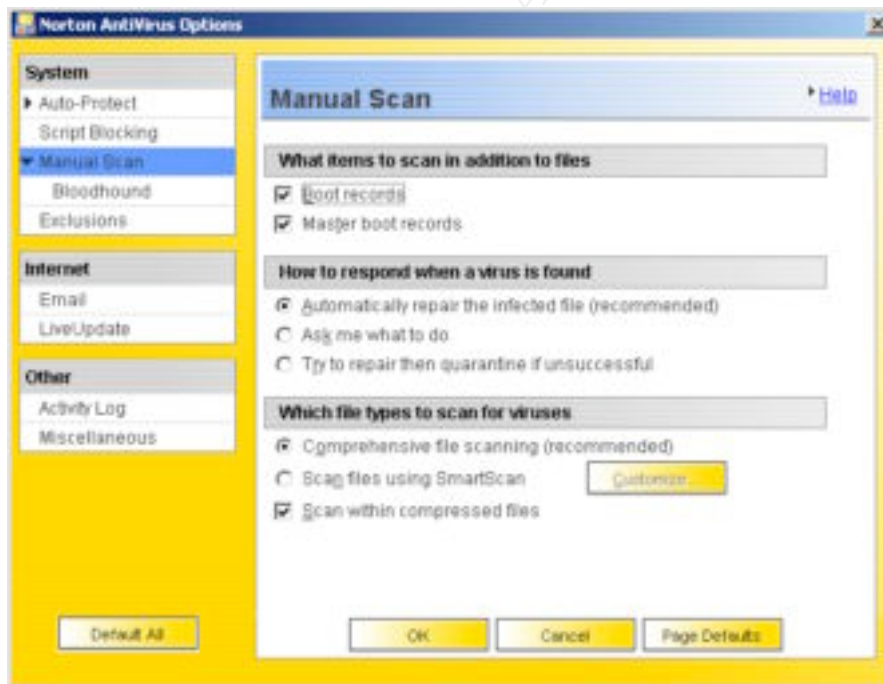 Norton AntiVirus Options
System
Auto-Protect
Script Blocking
Manual Scan
Bloodhound
Exclusions
Internet
Email
LiveUpdate
Other
Activity Log
Miscellaneous
Default All
Manual Scan
Help
What items to scan in addition to files
Boot records
Master boot records
How to respond when a virus is found
Automatically repair the infected file (recommended)
Ask me what to do
Try to repair then quarantine if unsuccessful
Which file types to scan for viruses
Comprehensive file scanning (recommended)
Scan files using SmartScan
Customize...
Scan within compressed files
OK
Cancel
Page Defaults